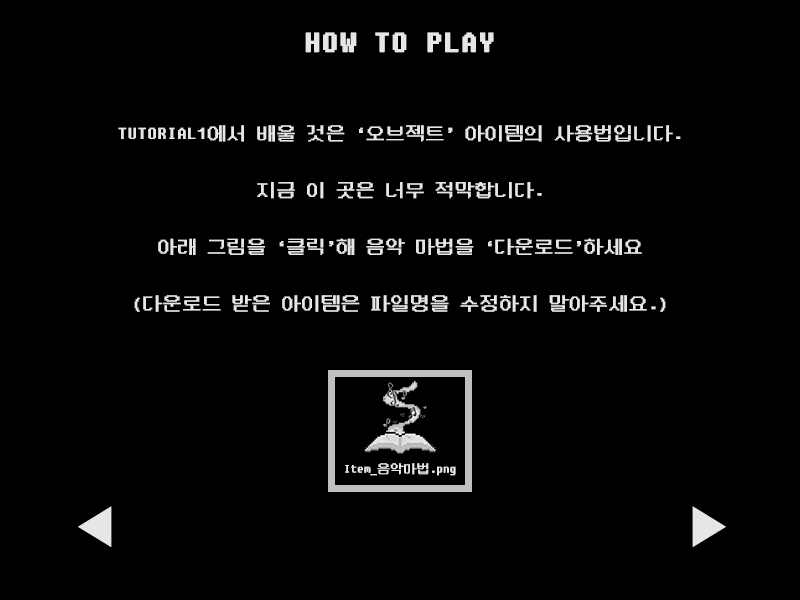 HOW TO PLAY
TUTORIAL1에서 배울 것은 ‘오브젝트’ 아이템의 사용법입니다.
지금 이 곳은 너무 적막합니다.
아래 그림을 ‘클릭’해 음악 마법을 ‘다운로드’하세요
(다운로드 받은 아이템은 파일명을 수정하지 말아주세요.)
Item_음악마법.png